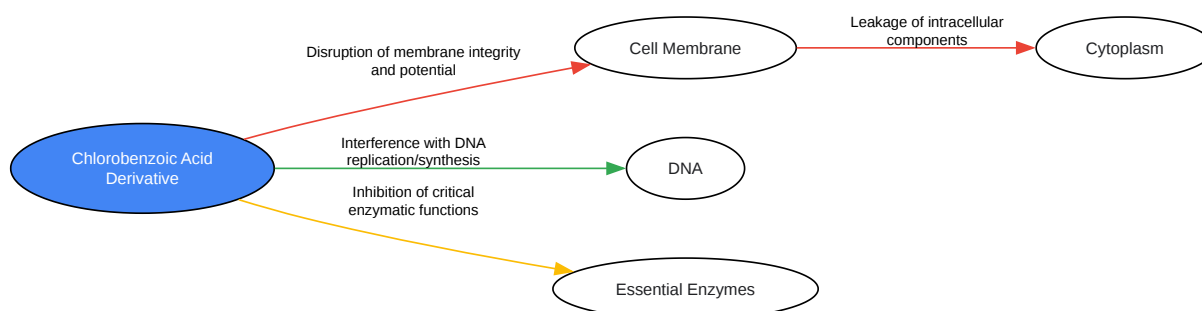 Leakage of intracellular
components
Disruption of membrane integrity
and potential
Cell Membrane
Cytoplasm
Chlorobenzoic Acid
Derivative
Interference with DNA
replication/synthesis
DNA
Inhibition of critical
enzymatic functions
Essential Enzymes